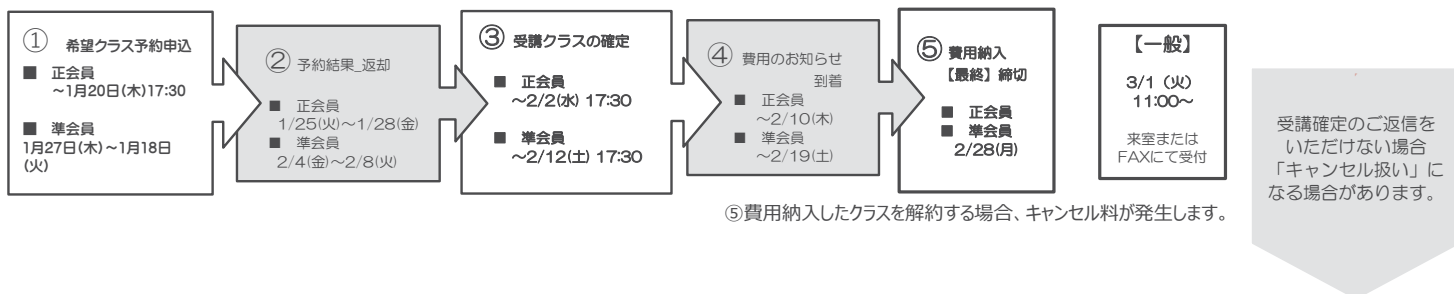 ① 希望クラス予約申込
■ 正会員
～1月20日(木)17:30
■ 準会員
1月27日(木)～1月18日
(火)
② 予約結果_返却
■ 正会員
1/25(火)～1/28(金)
■ 準会員
2/4(金)～2/8(火)
③ 受講クラスの確定
■ 正会員
～2/2(水) 17:30
■ 準会員
～2/12(土) 17:30
④ 費用のお知らせ
到着
■ 正会員
～2/10(木)
■ 準会員
～2/19(土)
⑤ 費用納入
【最終】締切
■ 正会員
■ 準会員
2/28(月)
【一般】
3/1 (火)
11:00～
来室または
FAXにて受付
受講確定のご返信を
いただけない場合
「キャンセル扱い」に
なる場合があります。
⑤費用納入したクラスを解約する場合、キャンセル料が発生します。